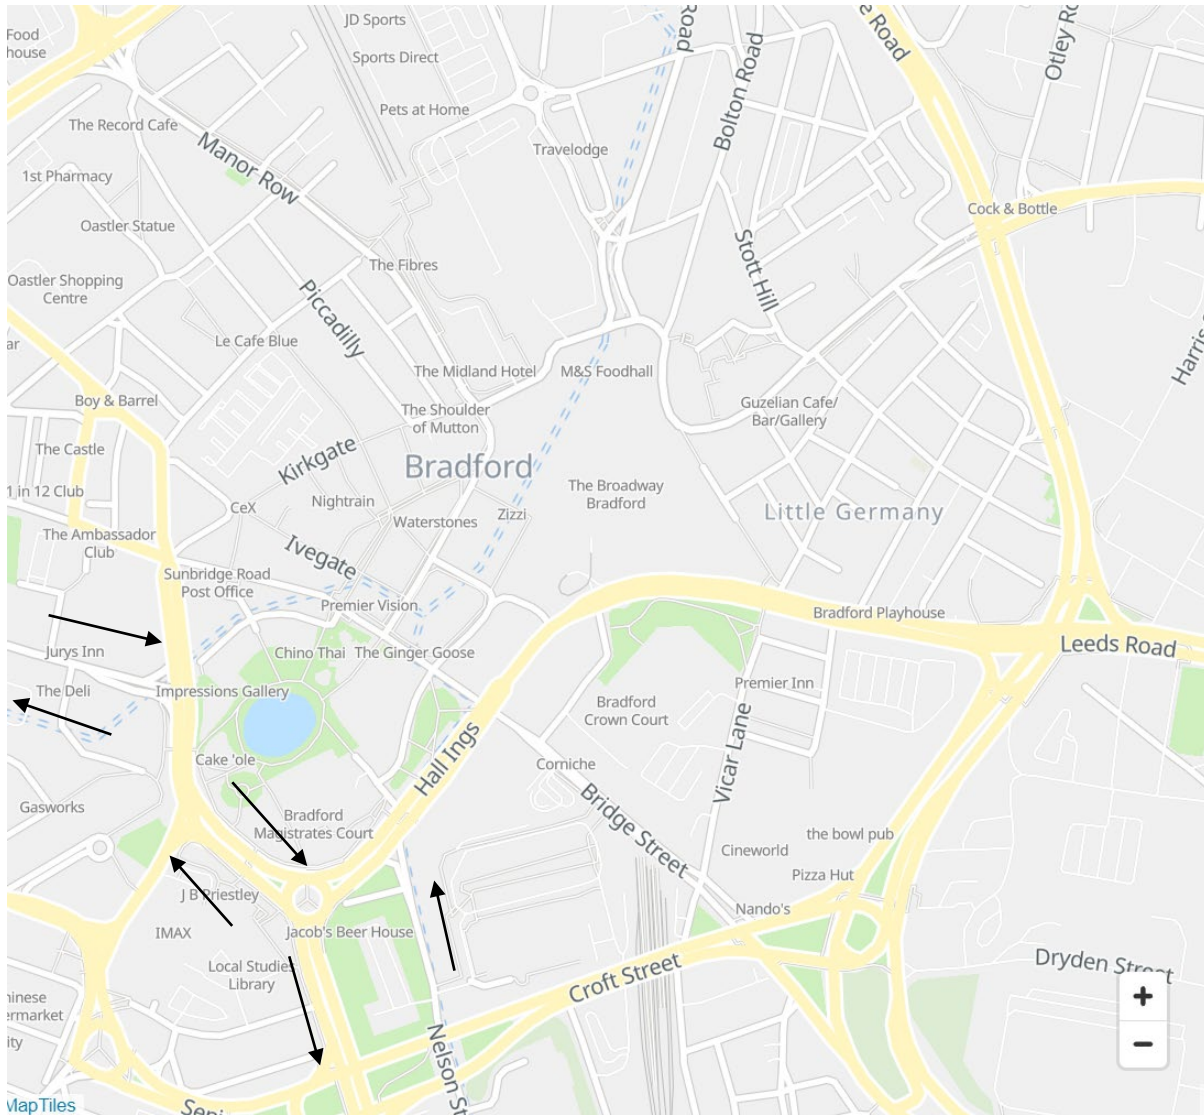 JD Sports
Sports Direct
Food
house
e Road
Otley Ro
Road
Bolton Road
Pets at Home
The Record Cafe
Manor Row
Travelodge
1st Pharmacy
Cock & Bottle
Oastler Statue
Stott Hill
The Fibres
Oastler Shopping
Centre
Piccadilly
Harris
Le Cafe Blue
ar
The Midland Hotel
M&S Foodhall
Boy & Barrel
The Shoulder
of Mutton
Guzelian Cafe/
Bar/Gallery
The Castle
Kirkgate
Bradford
1 in 12 Club
Nightrain
The Broadway
Bradford
CeX
Waterstones
Zizzi
Little Germany
The Ambassador
Club
Ivegate
Sunbridge Road
Post Office
Premier Vision
Bradford Playhouse
Leeds Road
Jurys Inn
Chino Thai
The Ginger Goose
The Deli
Impressions Gallery
Premier Inn
Bradford
Crown Court
Hall Ings
Vicar Lane
Cake 'ole
Corniche
Gasworks
Bradford
Magistrates Court
Bridge Street
the bowl pub
Cineworld
Pizza Hut
J B Priestley
Nando's
IMAX
Jacob's Beer House
Local Studies
Library
Croft Street
Dryden Street
hinese
ermarket
ity
Nelson St
+
−
MapTiles